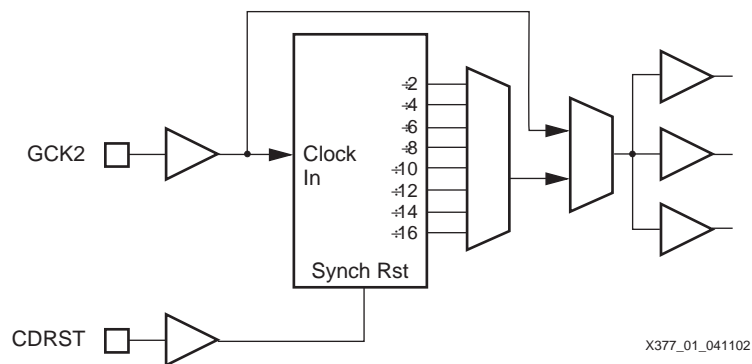 GCK2
Clock
In
÷2
÷4
÷6
÷8
÷10
÷12
÷14
÷16
Synch Rst
CDRST
X377_01_041102